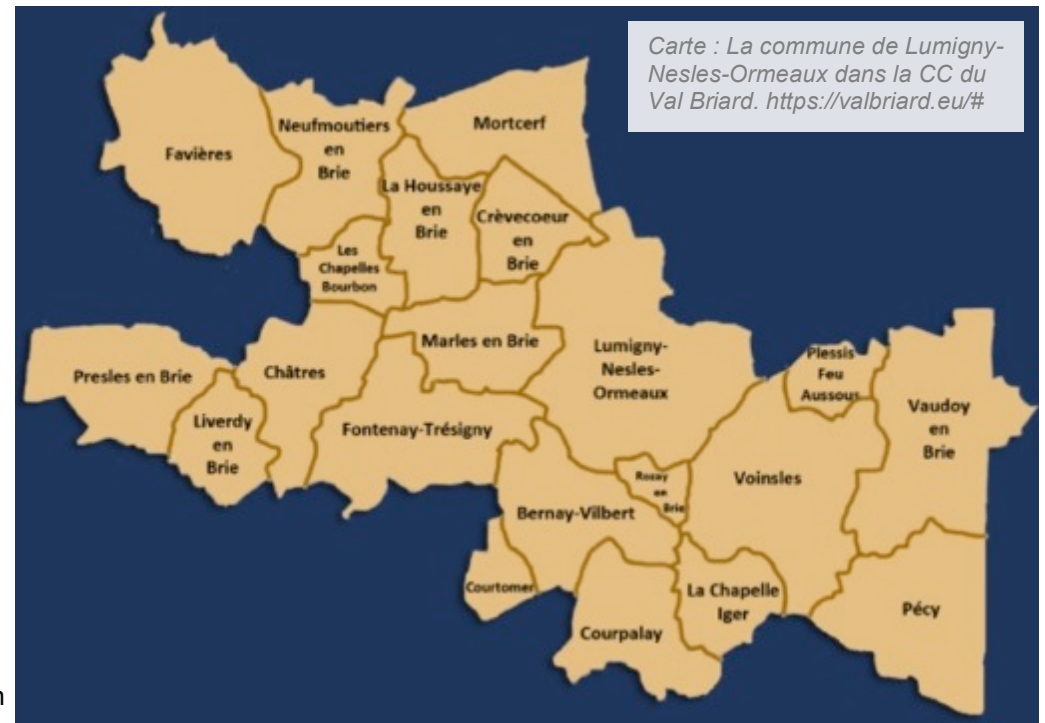 Carte : La commune de Lumigny-
Nesles-Ormeaux dans la CC du
Val Briard. https://valbriard.eu/#
Favières
Neufmoutiers
en
Brie
Mortcerf
La Houssaye
en
Brie
Crèvecoeur
en
Brie
Les
Chapelles
Bourbon
Presles en Brie
Liverdy
en
Brie
Châtres
Marles en Brie
Fontenay-Trésigny
Lumigny-
Nesles-
Ormeaux
Plessis
Feu
Aussous
Vaudoy
en
Brie
Rozay
en
Brie
Voinsles
Bernay-Vilbert
Courtomer
Courpalay
La Chapelle
Iger
Pécy
n